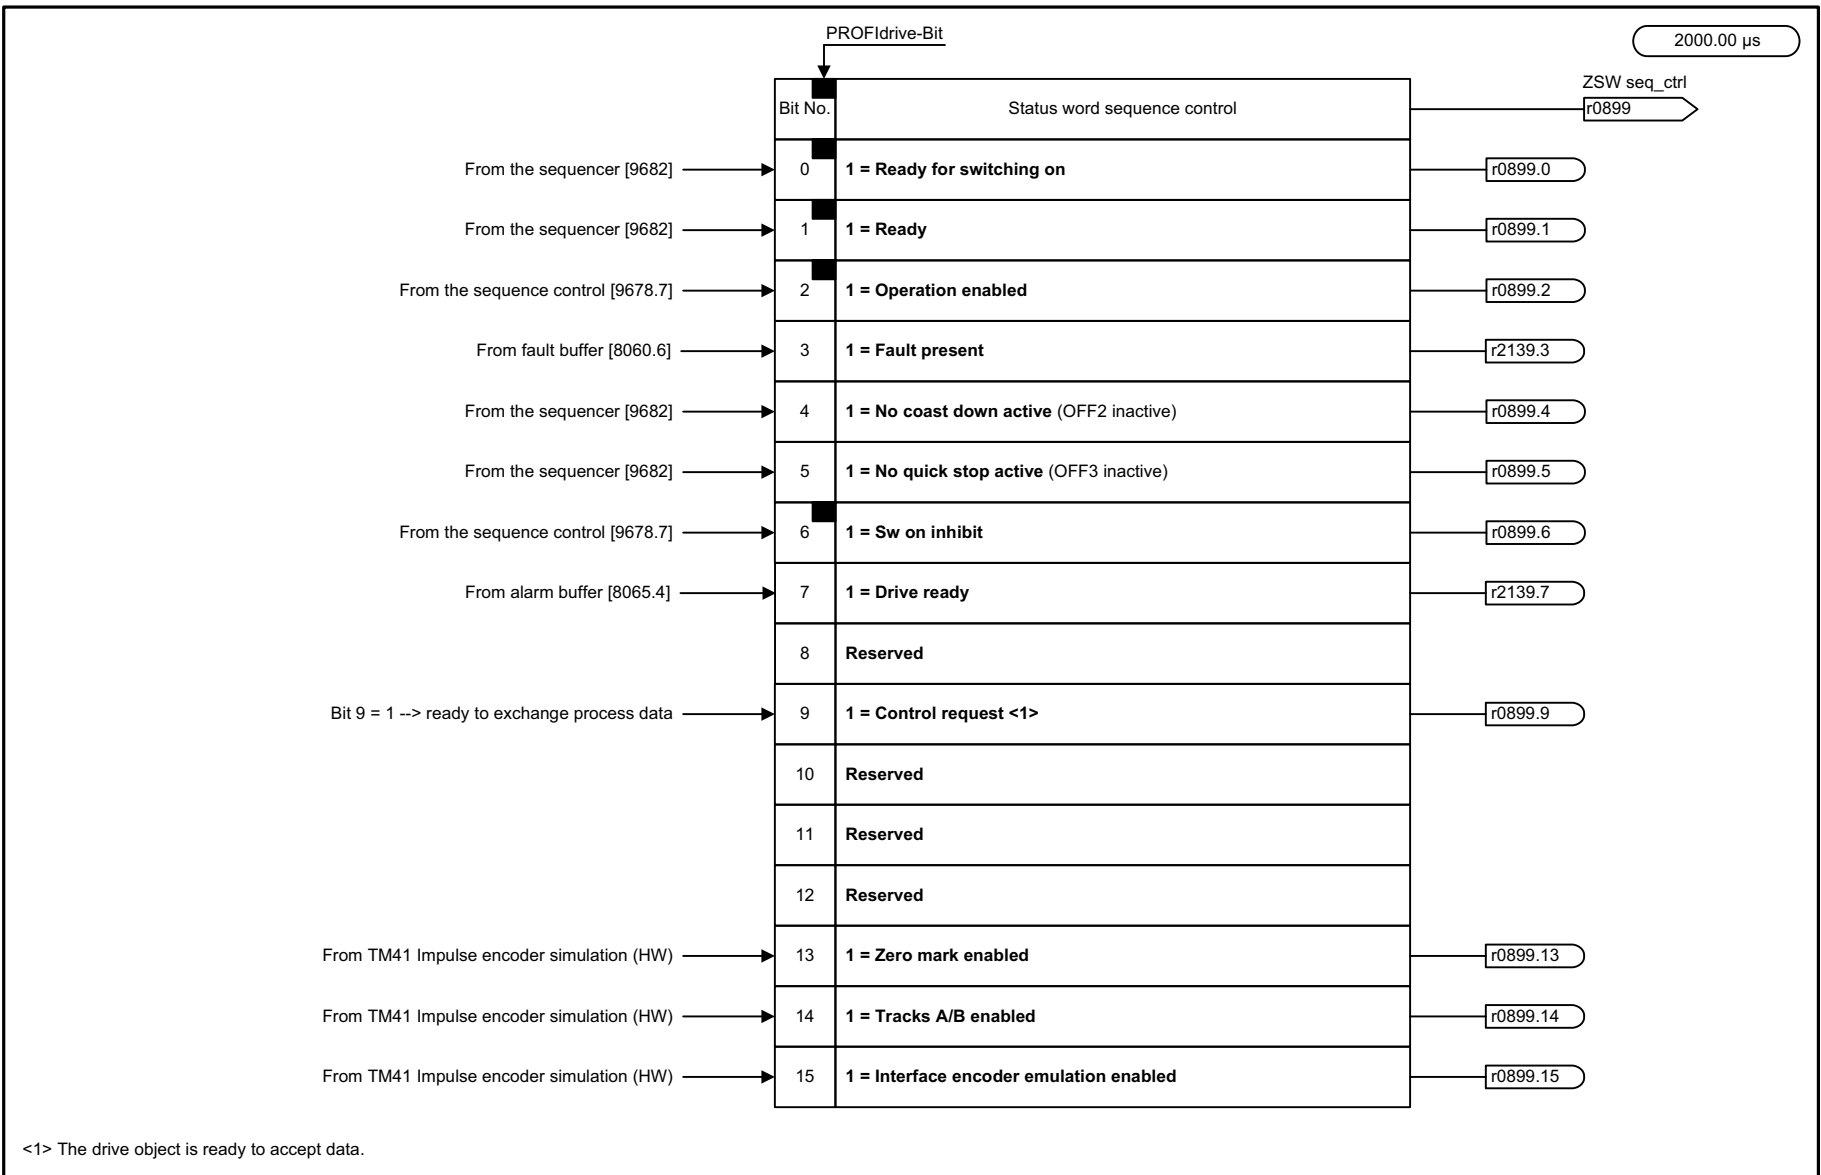 PROFIdrive-Bit
2000.00 µs
ZSW seq_ctrl
Bit No. Status word sequence control r0899
From the sequencer [9682] 0 1 = Ready for switching on r0899.0
From the sequencer [9682] 1 1 = Ready r0899.1
From the sequence control [9678.7] 2 1 = Operation enabled r0899.2
From fault buffer [8060.6] 3 1 = Fault present r2139.3
From the sequencer [9682] 4 1 = No coast down active (OFF2 inactive) r0899.4
From the sequencer [9682] 5 1 = No quick stop active (OFF3 inactive) r0899.5
From the sequence control [9678.7] 6 1 = Sw on inhibit r0899.6
From alarm buffer [8065.4] 7 1 = Drive ready r2139.7
8 Reserved
Bit 9 = 1 --> ready to exchange process data 9 1 = Control request <1> r0899.9
10 Reserved
11 Reserved
12 Reserved
From TM41 Impulse encoder simulation (HW) 13 1 = Zero mark enabled r0899.13
From TM41 Impulse encoder simulation (HW) 14 1 = Tracks A/B enabled r0899.14
From TM41 Impulse encoder simulation (HW) 15 1 = Interface encoder emulation enabled r0899.15
<1> The drive object is ready to accept data.